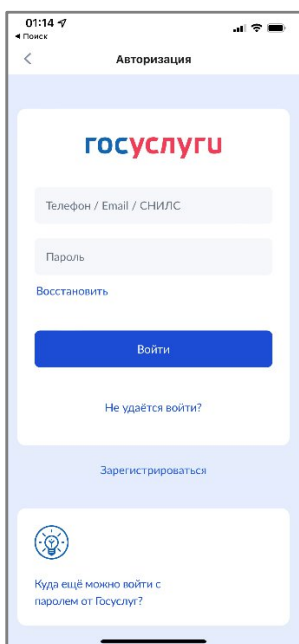 01:14
Поиск
Авторизация
госуслуги
Телефон / Email / СНИЛС
Пароль
Восстановить
Войти
Не удаётся войти?
Зарегистрироваться
Куда ещё можно войти с
паролем от Госуслуг?